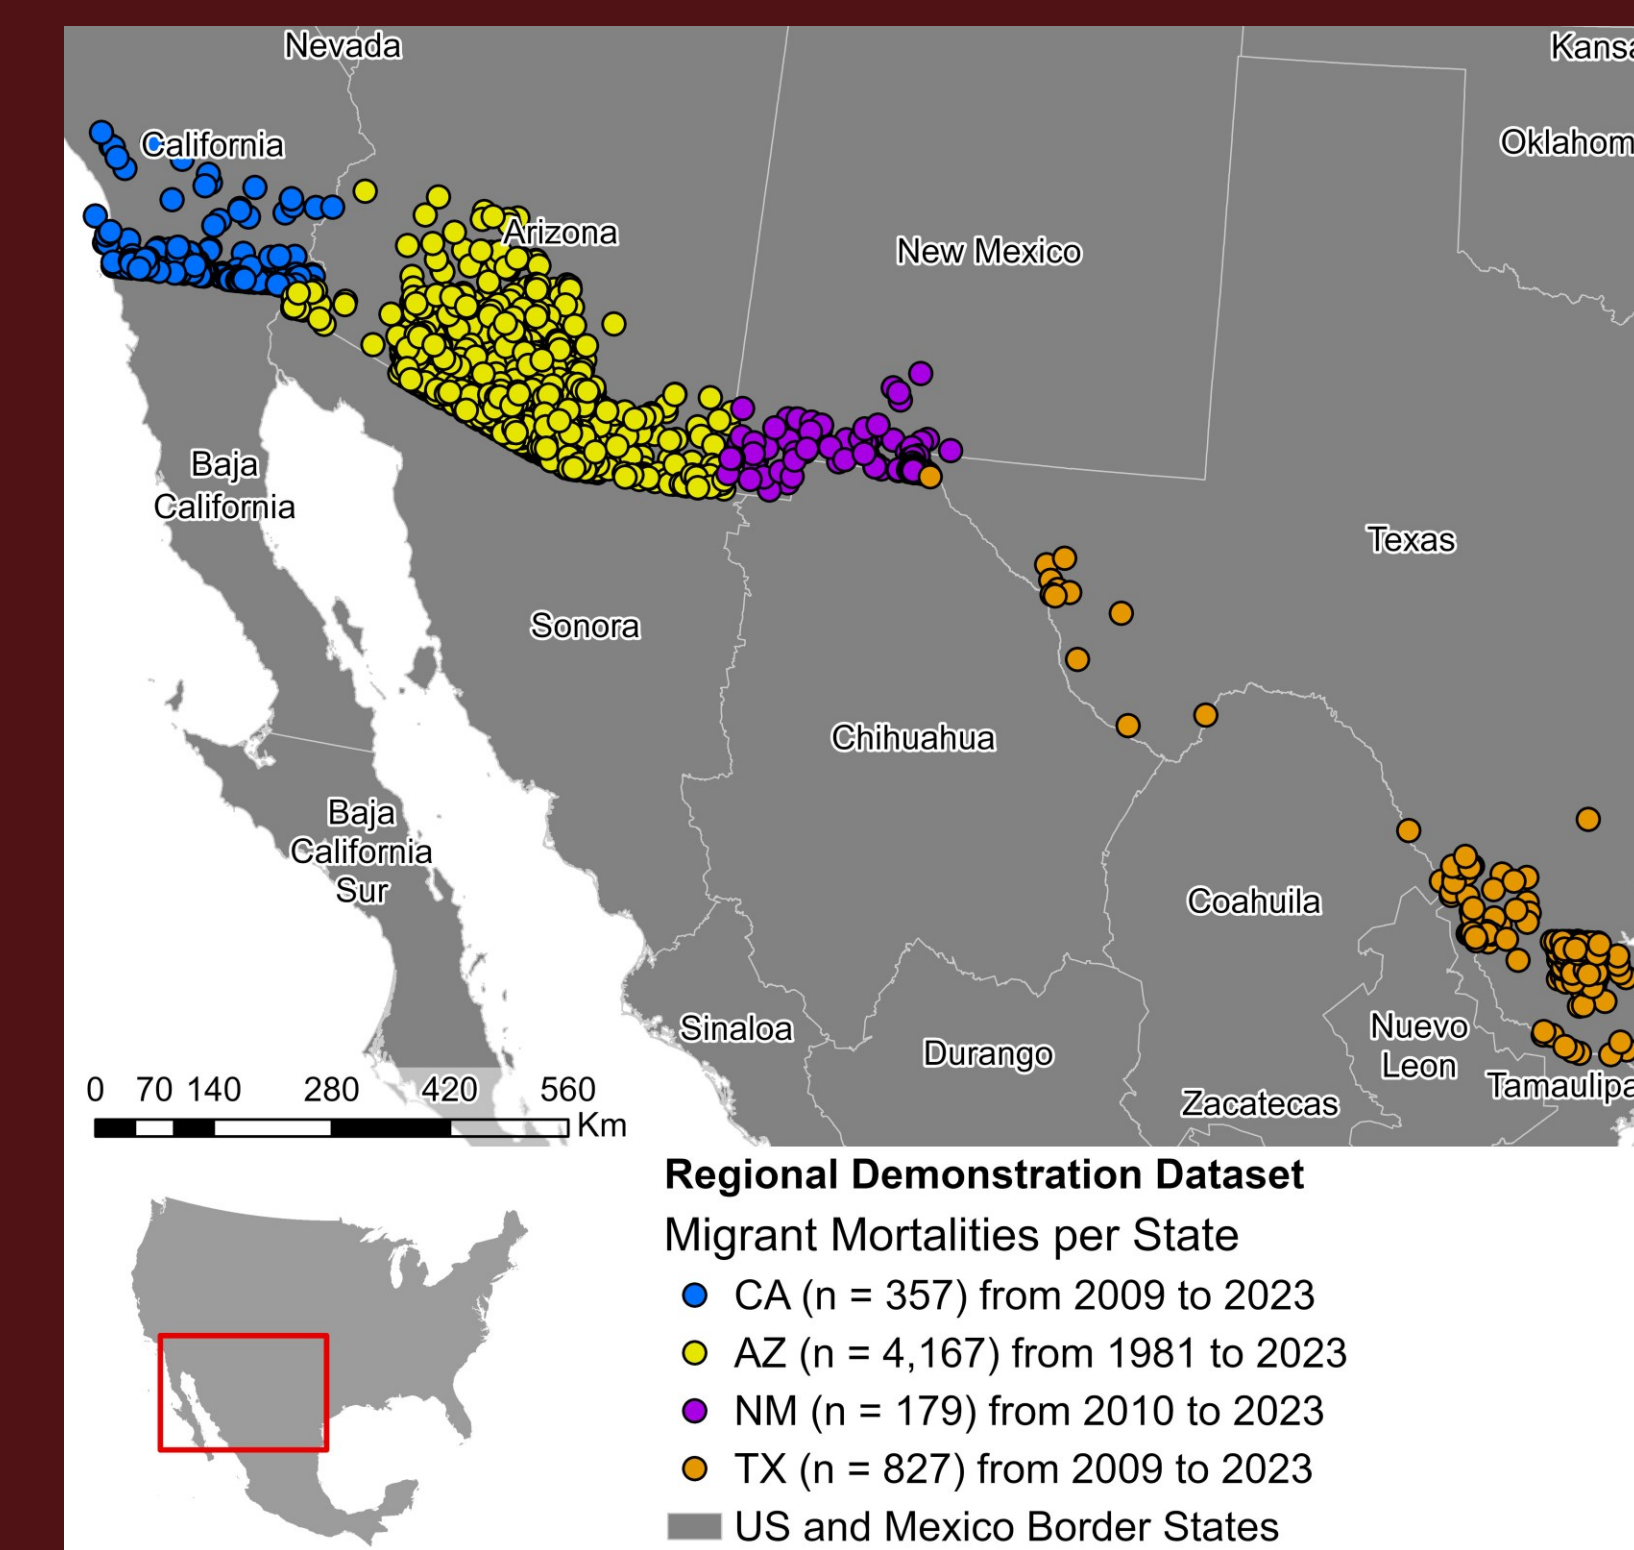 Nevada
Kansa
California
Oklahom
Arizona
New Mexico
Baja
California
Texas
Sonora
Chihuahua
Baja
California
Sur
Coahuila
Sinaloa
Durango
Nuevo
Leon
Zacatecas
Tamaulipa
0 70 140 280 420 560
Km
Regional Demonstration Dataset
Migrant Mortalities per State
CA (n = 357) from 2009 to 2023
AZ (n = 4,167) from 1981 to 2023
NM (n = 179) from 2010 to 2023
TX (n = 827) from 2009 to 2023
US and Mexico Border States